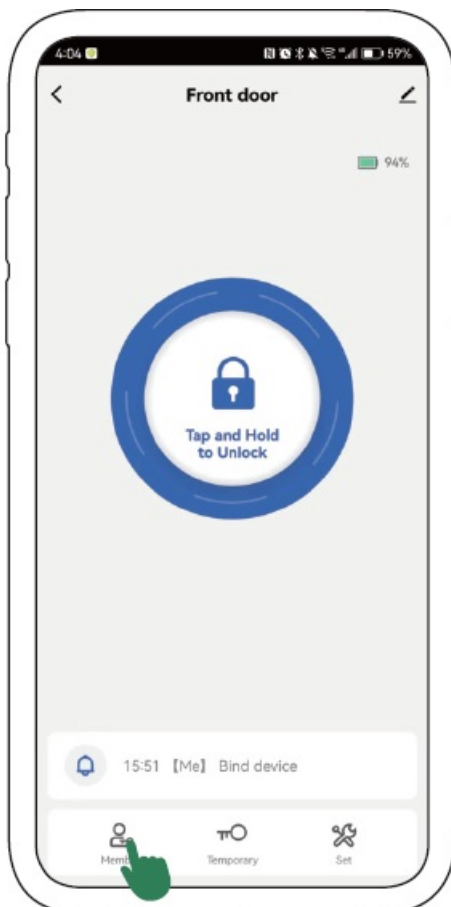 4:04 59%
Front door
94%
Tap and Hold
to Unlock
15:51 【Me】 Bind device
Temporary Set